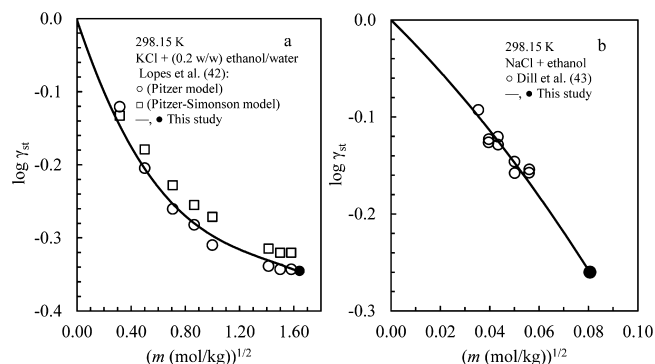 298.15 K
a
KCl + (0.2 w/w) ethanol/water
Lopes et al. (42):
○ (Pitzer model)
□ (Pitzer-Simonson model)
—, ● This study
log γst
0.0
-0.1
-0.2
-0.3
-0.4
0.00 0.40 0.80 1.20 1.60
(m (mol/kg))^1/2
298.15 K
b
NaCl + ethanol
○ Dill et al. (43)
—, ● This study
log γst
0.0
-0.1
-0.2
-0.3
0.00 0.02 0.04 0.06 0.08 0.10
(m (mol/kg))^1/2